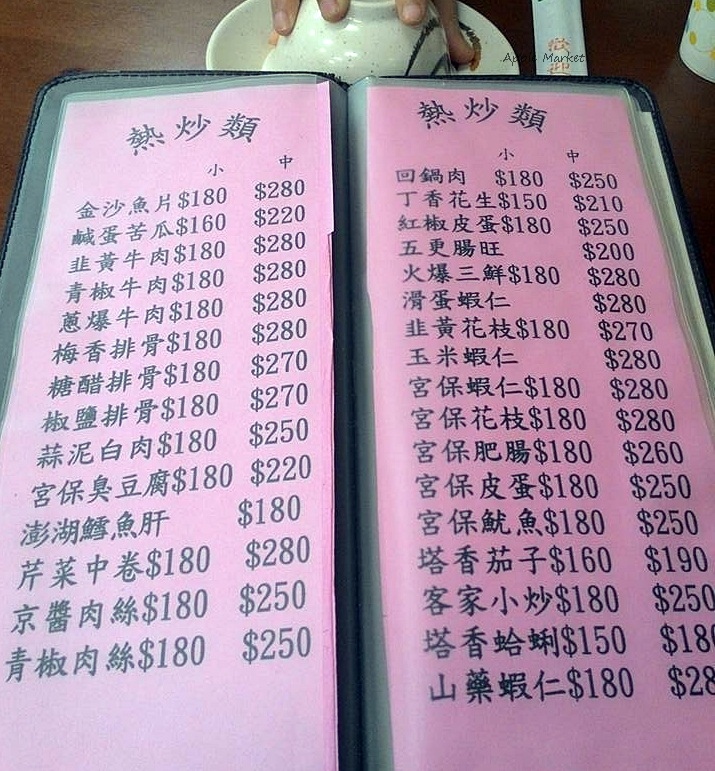 歡迎
Apple Market
熱炒類
小 中
金沙魚片$180 $280
鹹蛋苦瓜$160 $220
韭黃牛肉$180 $280
青椒牛肉$180 $280
蔥爆牛肉$180 $280
梅香排骨$180 $280
糖醋排骨$180 $270
椒鹽排骨$180 $270
蒜泥白肉$180 $250
宮保臭豆腐$180 $220
澎湖鱈魚肝 $180
芹菜中卷$180 $280
京醬肉絲$180 $250
青椒肉絲$180 $250
熱炒類
小 中
回鍋肉 $180 $250
丁香花生$150 $210
紅椒皮蛋$180 $250
五更腸旺 $200
火爆三鮮$180 $280
滑蛋蝦仁 $280
韭黃花枝$180 $270
玉米蝦仁 $280
宮保蝦仁$180 $280
宮保花枝$180 $280
宮保肥腸$180 $260
宮保皮蛋$180 $250
宮保魷魚$180 $250
塔香茄子$160 $190
客家小炒$180 $250
塔香蛤蜊$150 $180
山藥蝦仁$180 $28